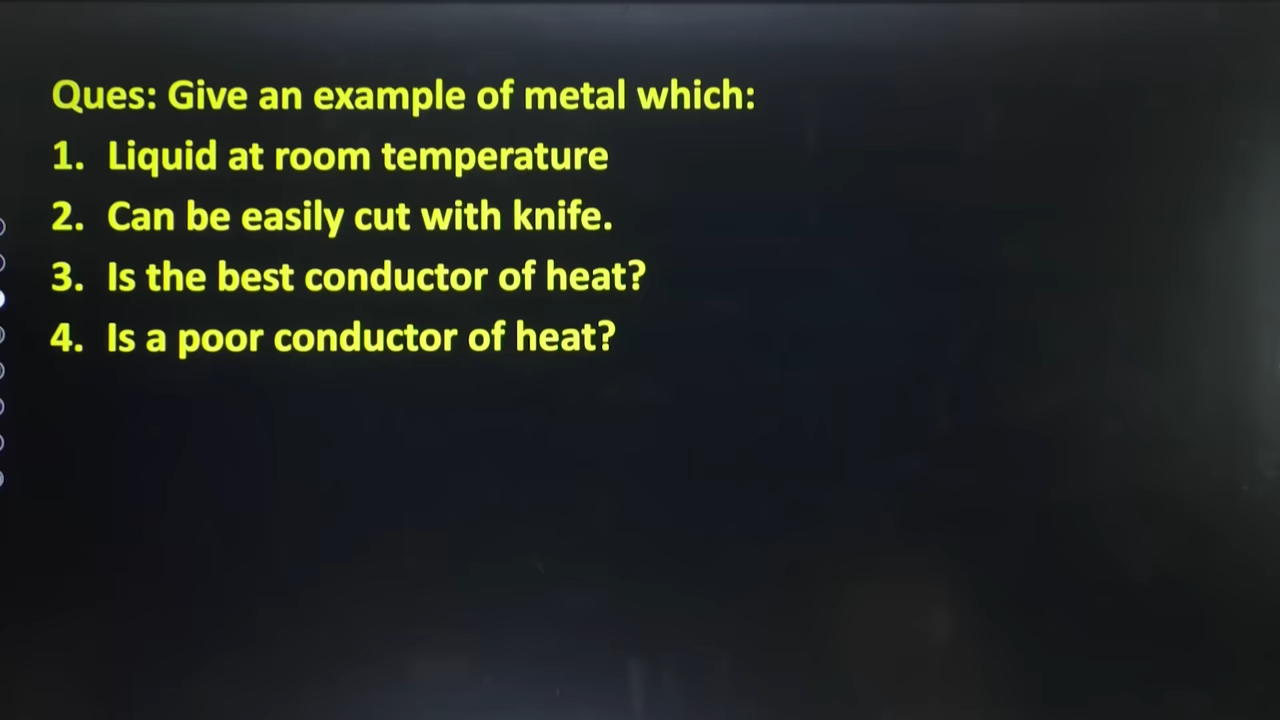 Ques: Give an example of metal which:
1. Liquid at room temperature
2. Can be easily cut with knife.
3. Is the best conductor of heat?
4. Is a poor conductor of heat?